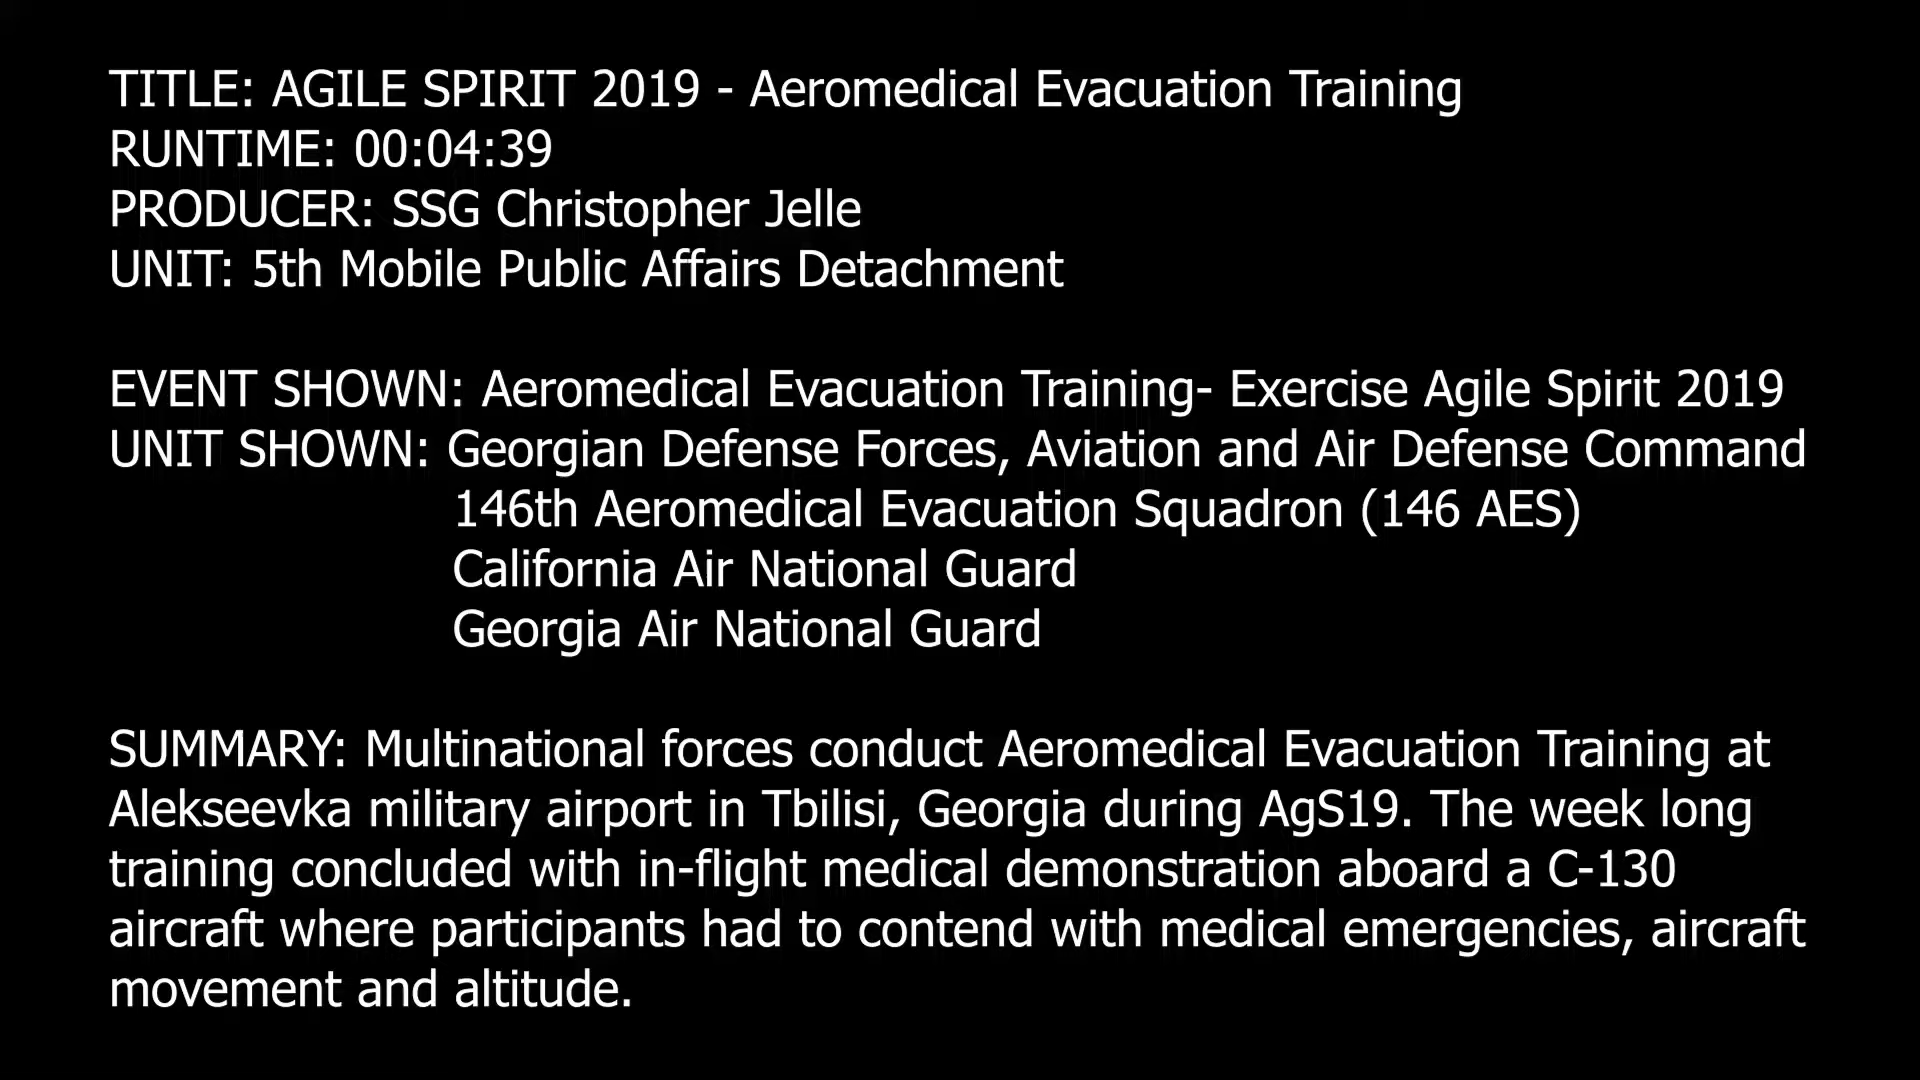 TITLE: AGILE SPIRIT 2019 - Aeromedical Evacuation Training
RUNTIME: 00:04:39
PRODUCER: SSG Christopher Jelle
UNIT: 5th Mobile Public Affairs Detachment
EVENT SHOWN: Aeromedical Evacuation Training- Exercise Agile Spirit 2019
UNIT SHOWN: Georgian Defense Forces, Aviation and Air Defense Command
146th Aeromedical Evacuation Squadron (146 AES)
California Air National Guard
Georgia Air National Guard
SUMMARY: Multinational forces conduct Aeromedical Evacuation Training at
Alekseevka military airport in Tbilisi, Georgia during AgS19. The week long
training concluded with in-flight medical demonstration aboard a C-130
aircraft where participants had to contend with medical emergencies, aircraft
movement and altitude.